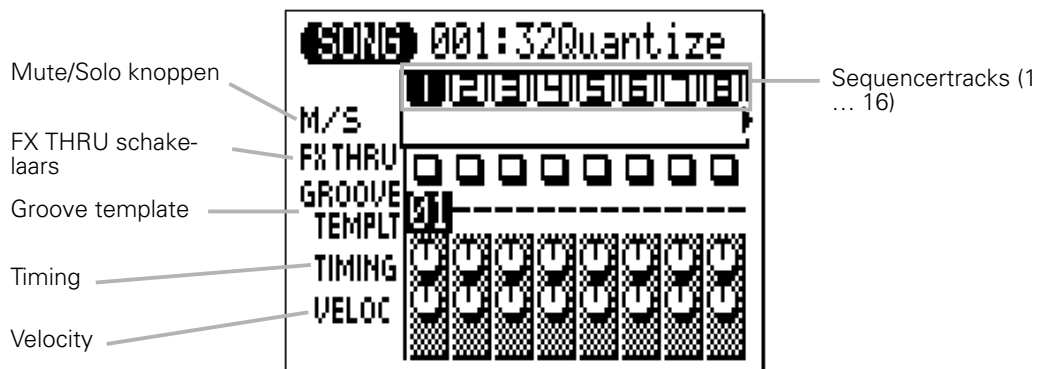 SONG 001:32Quantize
Mute/Solo knoppen
1 2 3 4 5 6 7 8
Sequencertracks (1
... 16)
M/S
FX THRU schake-
laars
FX THRU
Groove template
GROOVE
TEMPLT
01--------------
Timing
TIMING
Velocity
VELOC